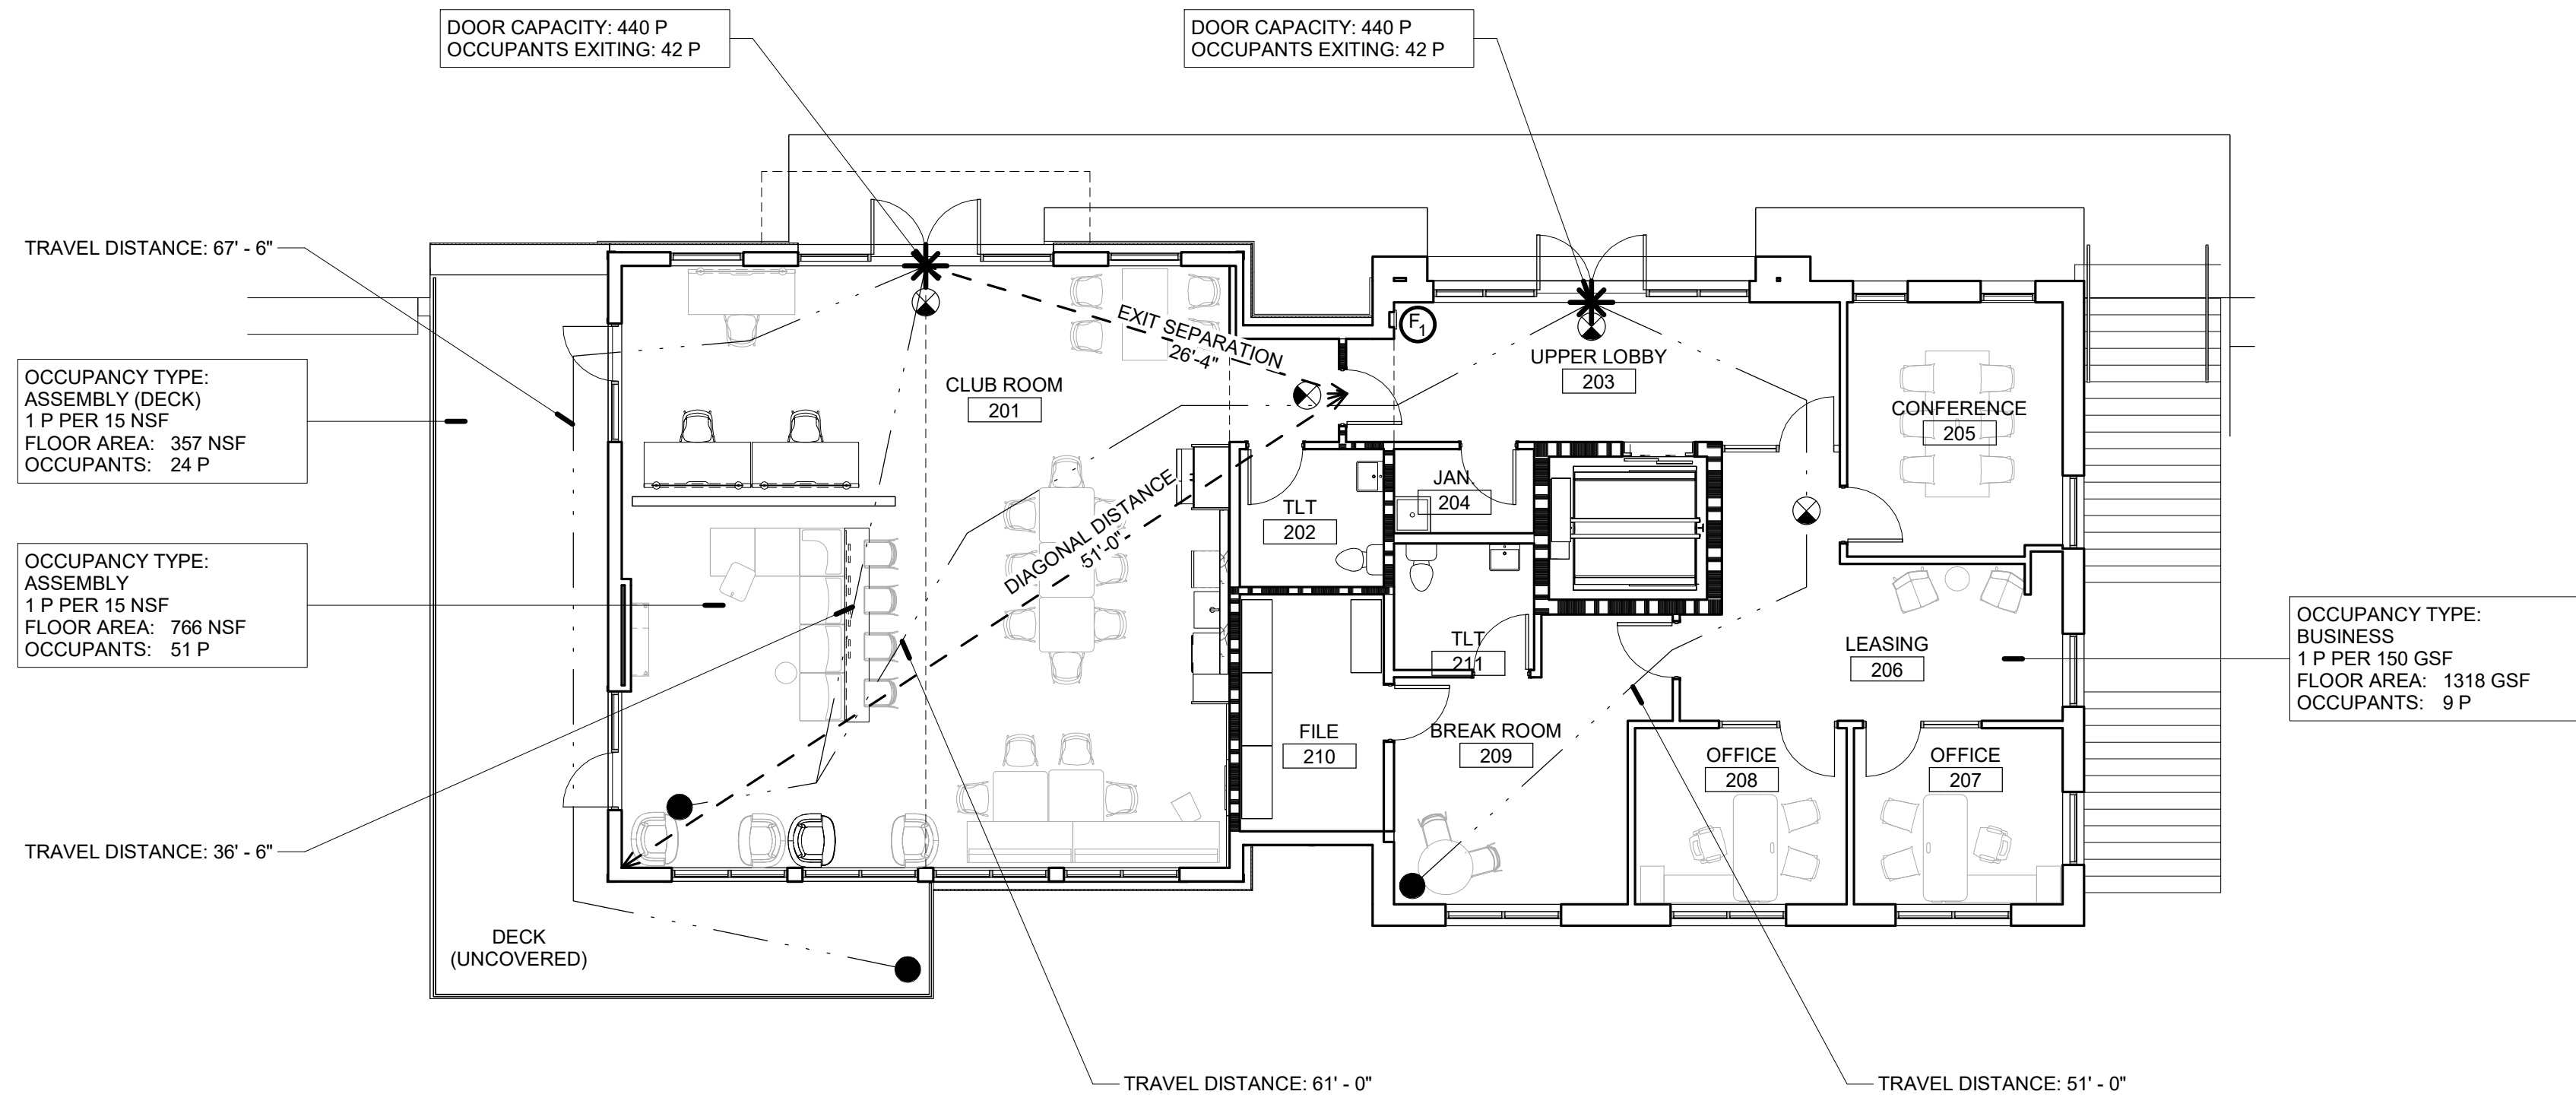 DOOR CAPACITY: 440 P
OCCUPANTS EXITING: 42 P
DOOR CAPACITY: 440 P
OCCUPANTS EXITING: 42 P
TRAVEL DISTANCE: 67' - 6"
EXIT SEPARATION
26'-4"
F1
UPPER LOBBY
203
CLUB ROOM
201
OCCUPANCY TYPE:
ASSEMBLY (DECK)
1 P PER 15 NSF
FLOOR AREA: 357 NSF
OCCUPANTS: 24 P
CONFERENCE
205
JAN.
204
TLT
202
DIAGONAL DISTANCE
51'-0"
OCCUPANCY TYPE:
ASSEMBLY
1 P PER 15 NSF
FLOOR AREA: 766 NSF
OCCUPANTS: 51 P
TLT
211
LEASING
206
OCCUPANCY TYPE:
BUSINESS
1 P PER 150 GSF
FLOOR AREA: 1318 GSF
OCCUPANTS: 9 P
FILE
210
BREAK ROOM
209
OFFICE
208
OFFICE
207
TRAVEL DISTANCE: 36' - 6"
DECK
(UNCOVERED)
TRAVEL DISTANCE: 61' - 0"
TRAVEL DISTANCE: 51' - 0"